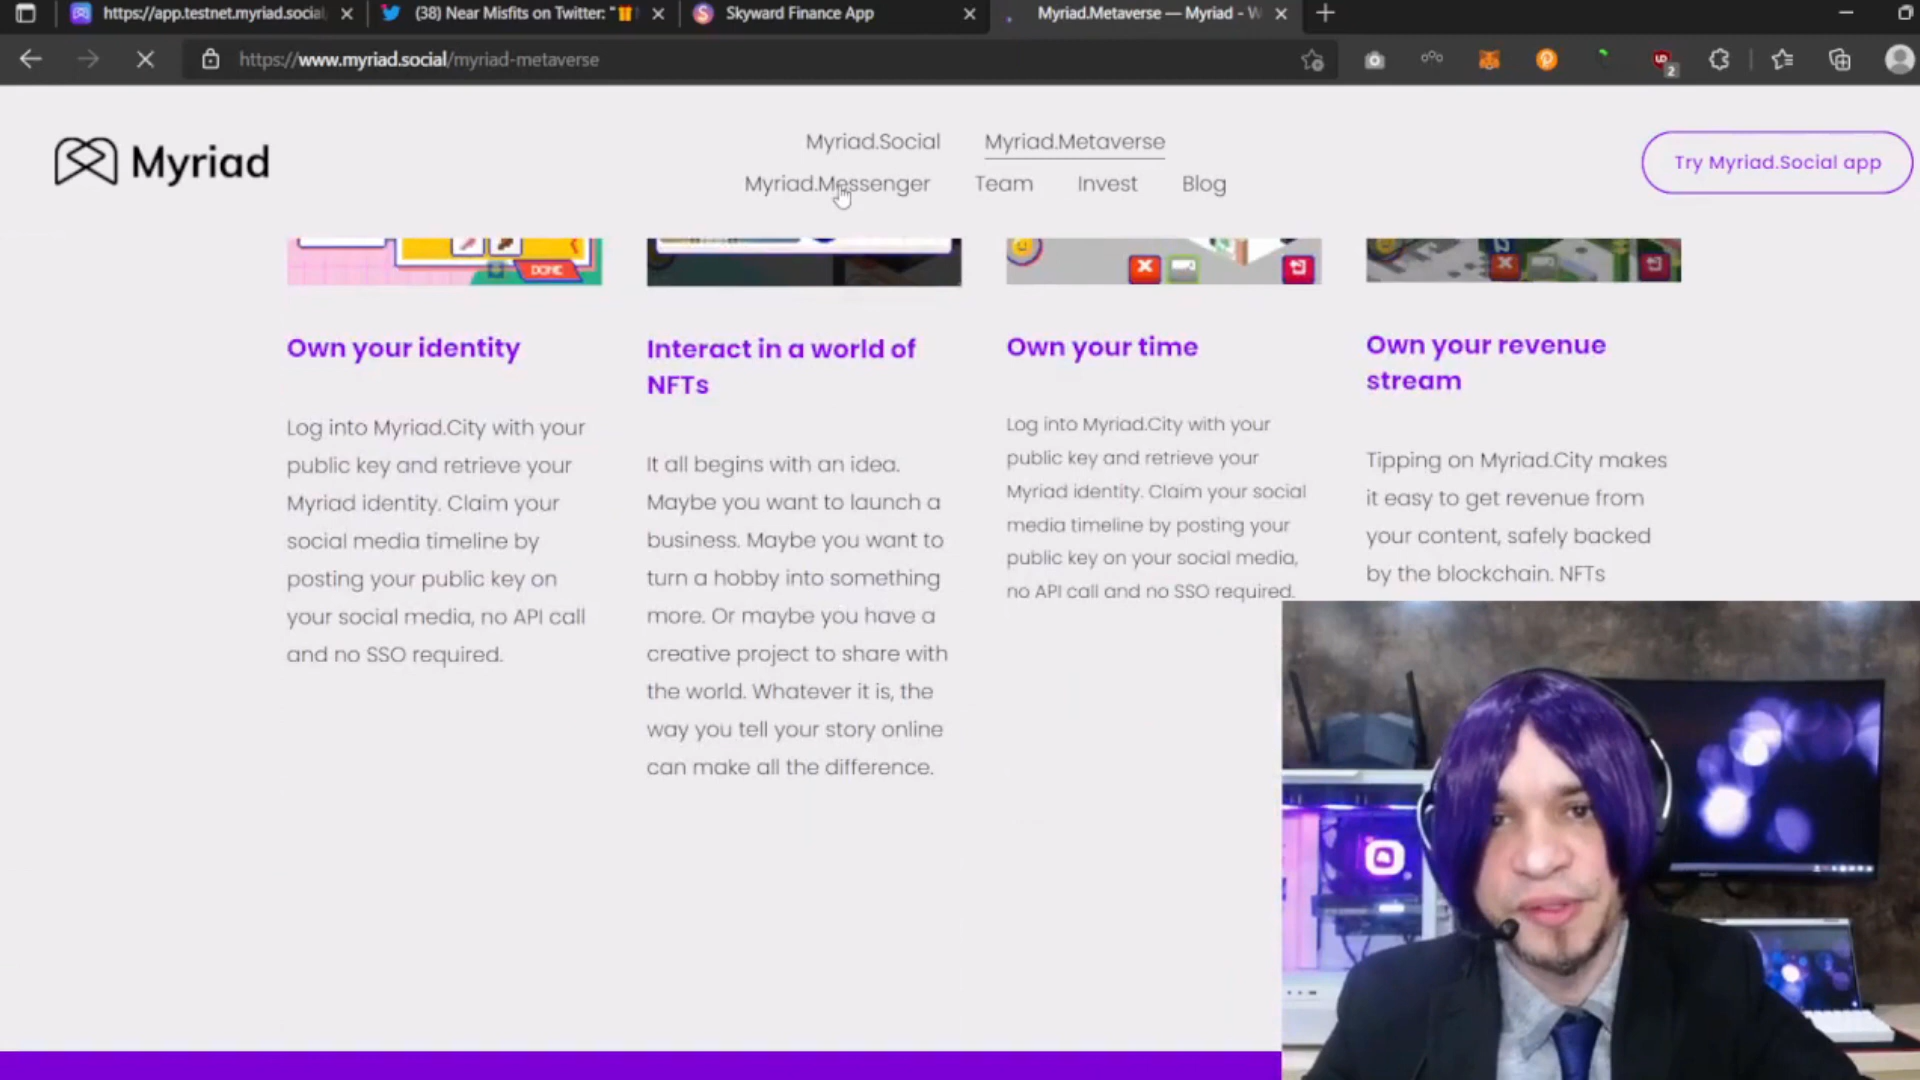 https://app.testnet.myriad.social
(38) Near Misfits on Twitter: "
Skyward Finance App
Myriad.Metaverse — Myriad - W
https://www.myriad.social/myriad-metaverse
2
Myriad
Myriad.Social
Myriad.Metaverse
Myriad.Messenger
Team
Invest
Blog
Try Myriad.Social app
DONE
Own your identity
Log into Myriad.City with your
public key and retrieve your
Myriad identity. Claim your
social media timeline by
posting your public key on
your social media, no API call
and no SSO required.
Interact in a world of
NFTs
It all begins with an idea.
Maybe you want to launch a
business. Maybe you want to
turn a hobby into something
more. Or maybe you have a
creative project to share with
the world. Whatever it is, the
way you tell your story online
can make all the difference.
Own your time
Log into Myriad.City with your
public key and retrieve your
Myriad identity. Claim your social
media timeline by posting your
public key on your social media,
no API call and no SSO required.
Own your revenue
stream
Tipping on Myriad.City makes
it easy to get revenue from
your content, safely backed
by the blockchain. NFTs